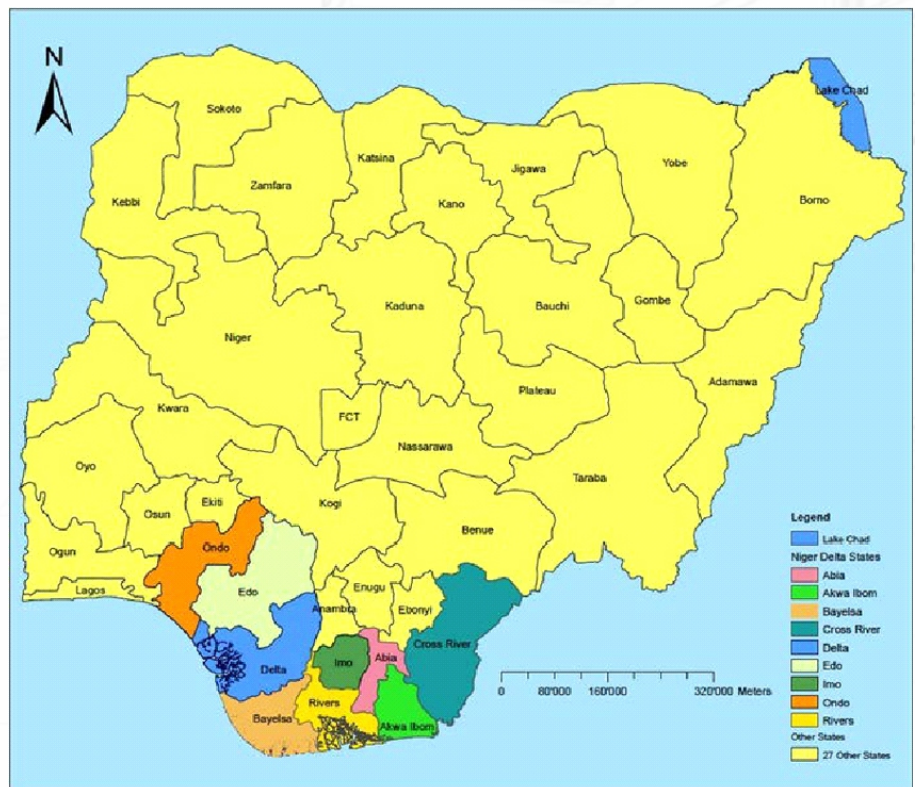 N
Lake Chad
Sokoto
Katsina
Jigawa
Yobe
Zamfara
Kebbi
Kano
Borno
Kaduna
Bauchi
Gombe
Niger
Adamawa
Plateau
Kwara
FCT
Nassarawa
Oyo
Taraba
Ekiti
Kogi
Osun
Benue
Ondo
Ogun
Lagos
Edo
Enugu
Anambra
Ebonyi
Cross River
Imo
Abia
Delta
Rivers
Bayelsa
Akwa Ibom
Legend
Lake Chad
Niger Delta States
Abia
Akwa Ibom
Bayelsa
Cross River
Delta
Edo
Imo
Ondo
Rivers
Other States
27 Other States
0 80'000 160'000 320'000 Meters